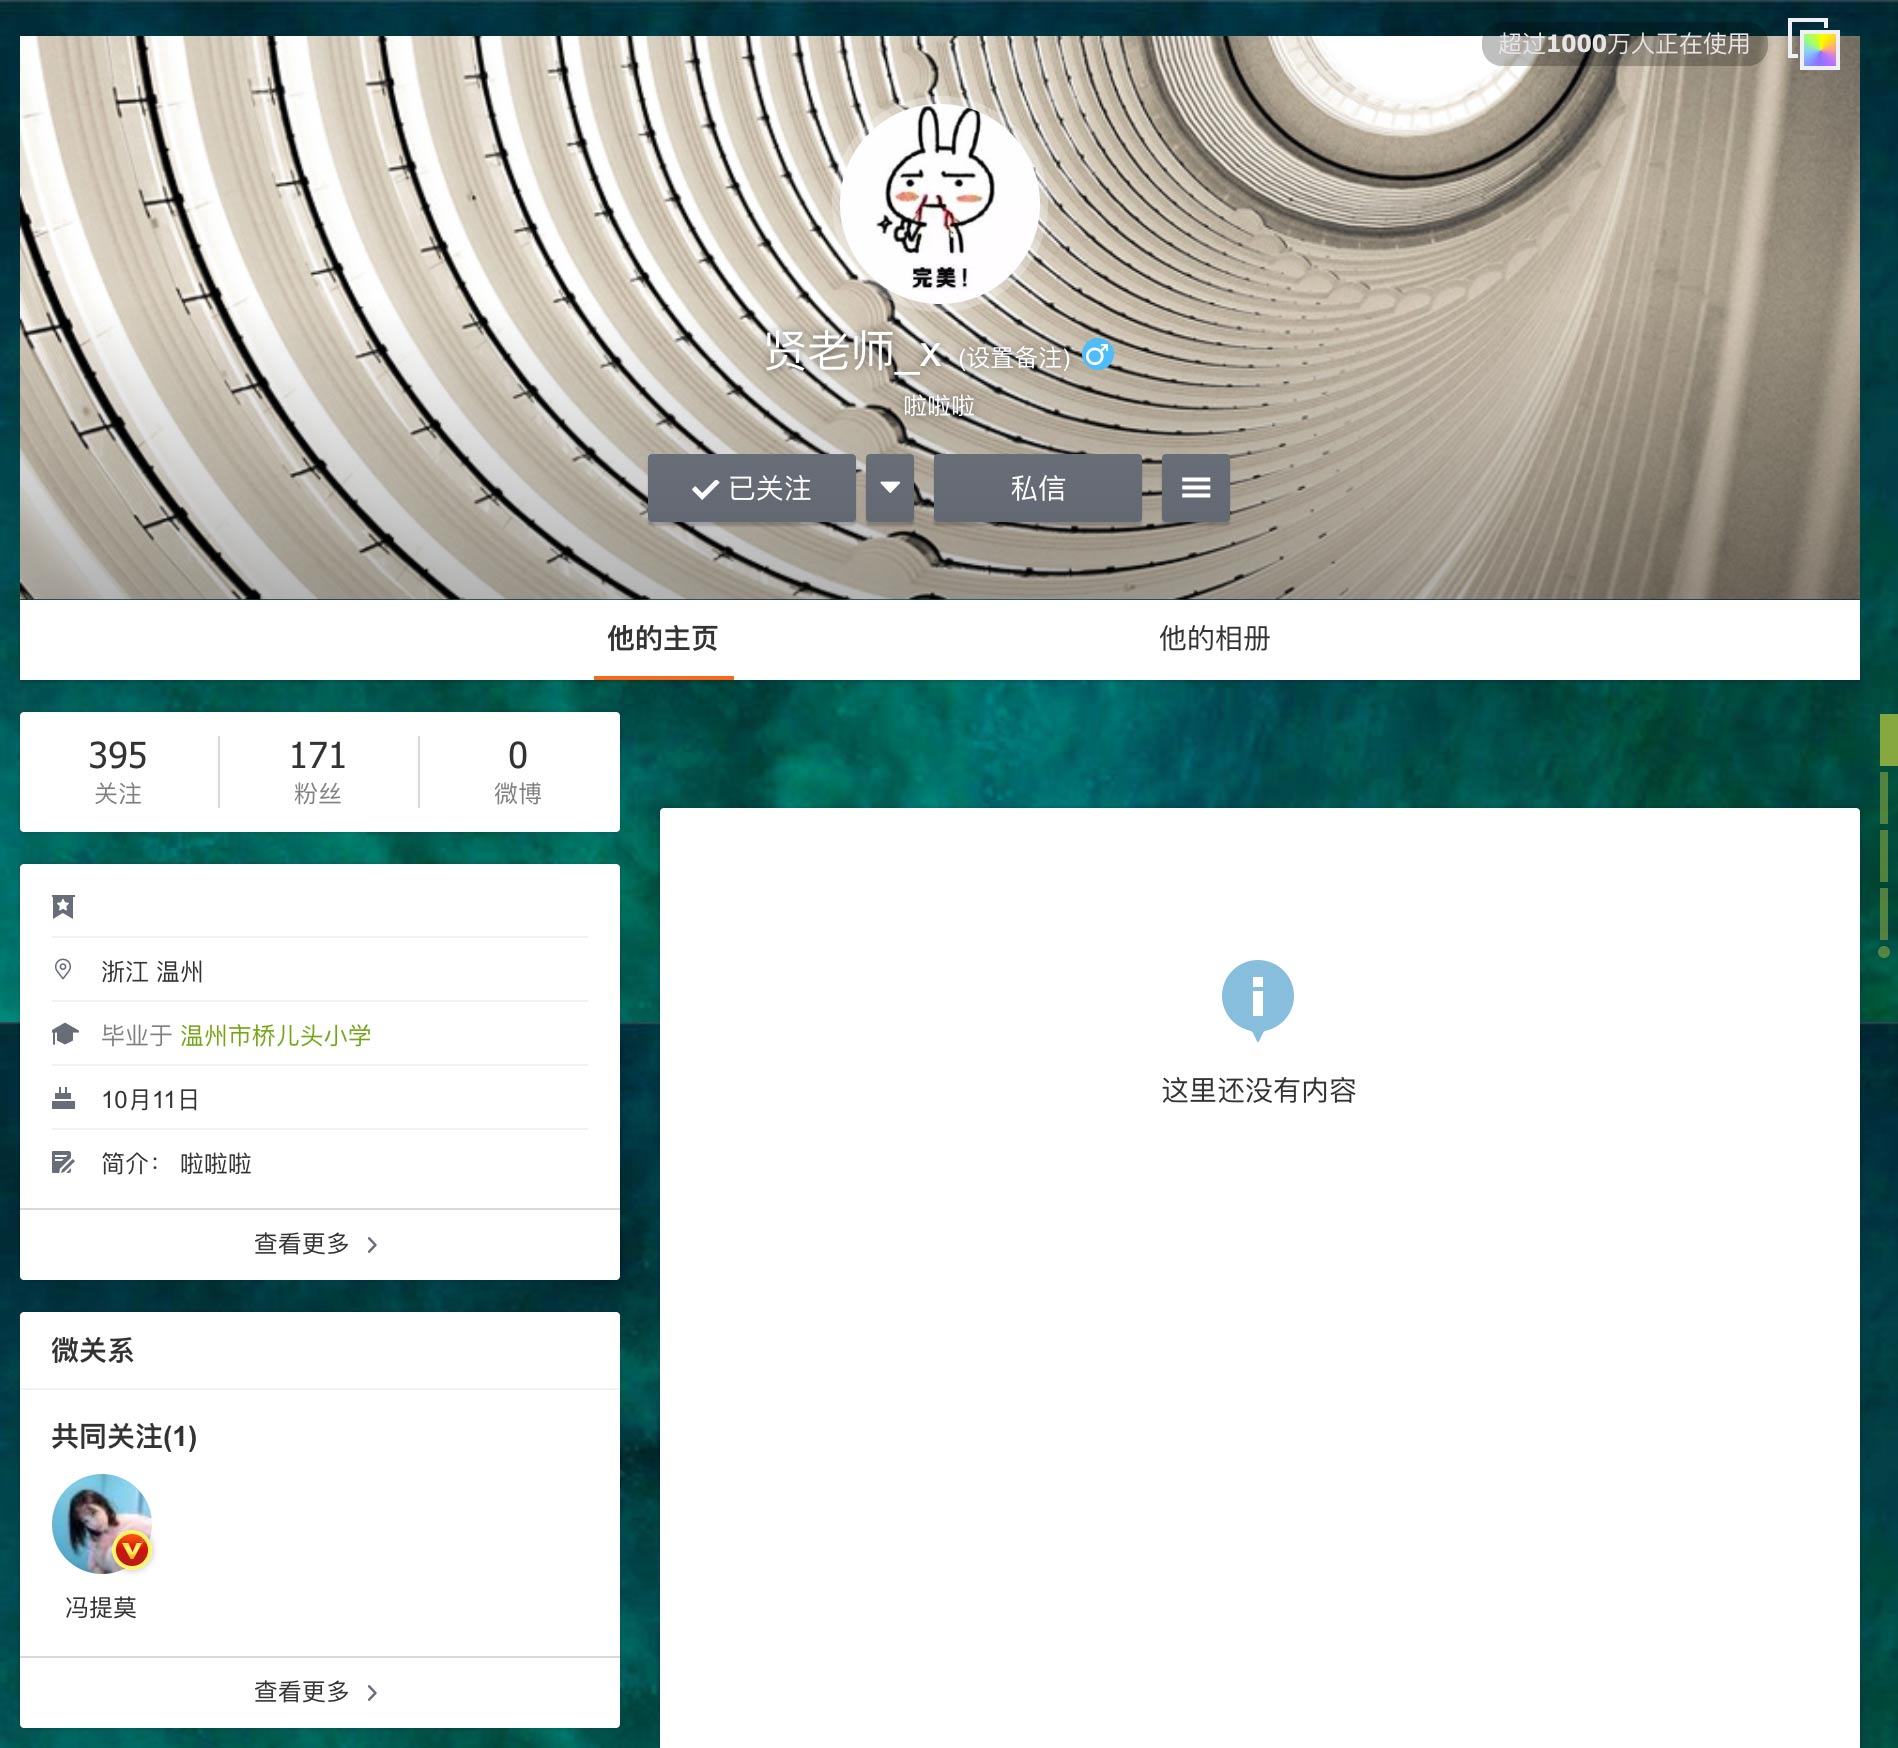 超过1000万人正在使用
完美!
贤老师_x (设置备注)
啦啦啦
已关注
私信
他的主页
他的相册
395
关注
171
粉丝
0
微博
浙江 温州
毕业于 温州市桥儿头小学
10月11日
简介： 啦啦啦
查看更多
微关系
共同关注(1)
冯提莫
查看更多
这里还没有内容